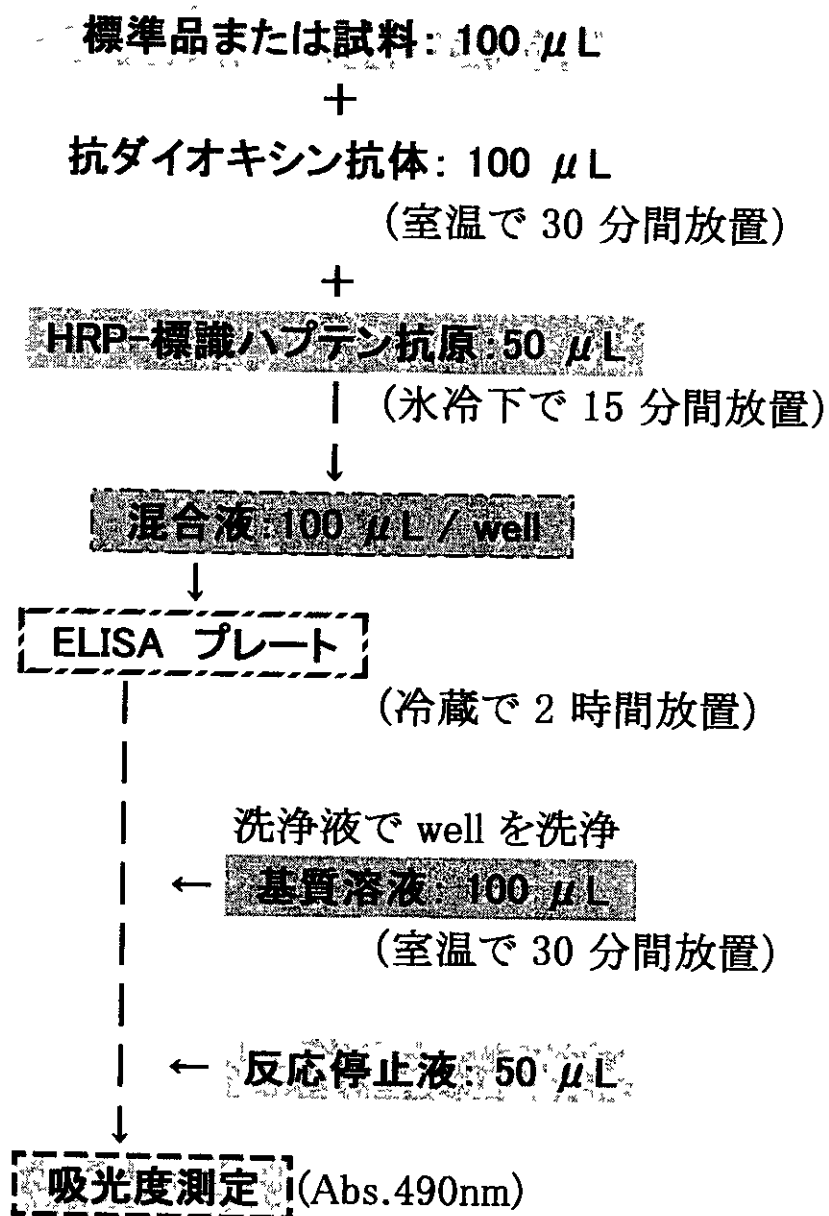 標準品または試料: 100 μL
+
抗ダイオキシン抗体: 100 μL
(室温で 30 分間放置)
+
HRP-標識ハプテン抗原:50 μL
(氷冷下で 15 分間放置)
混合液:100 μL / well
ELISA プレート
(冷蔵で 2 時間放置)
洗浄液で well を洗浄
基質溶液: 100 μL
(室温で 30 分間放置)
反応停止液: 50 μL
吸光度測定 (Abs.490nm)